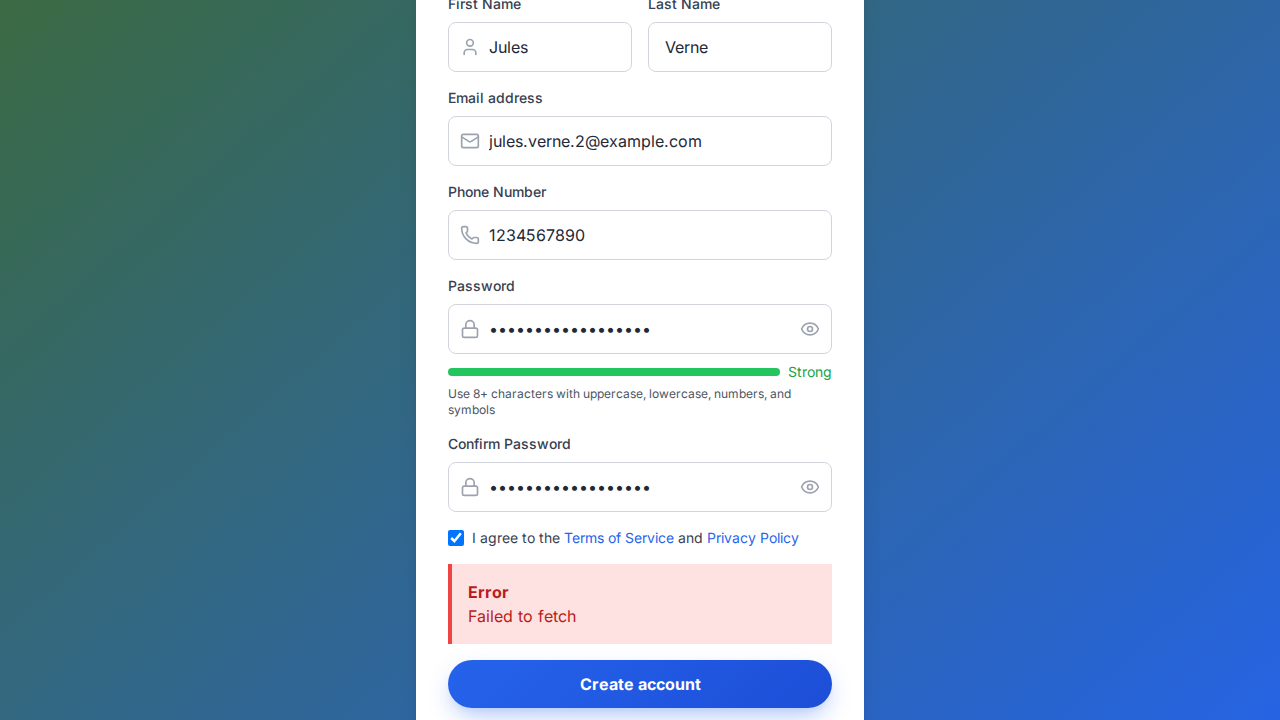 First Name Last Name
Jules Verne
Email address
jules.verne.2@example.com
Phone Number
1234567890
Password
••••••••••••••••••
Strong
Use 8+ characters with uppercase, lowercase, numbers, and
symbols
Confirm Password
••••••••••••••••••
I agree to the Terms of Service and Privacy Policy
Error
Failed to fetch
Create account